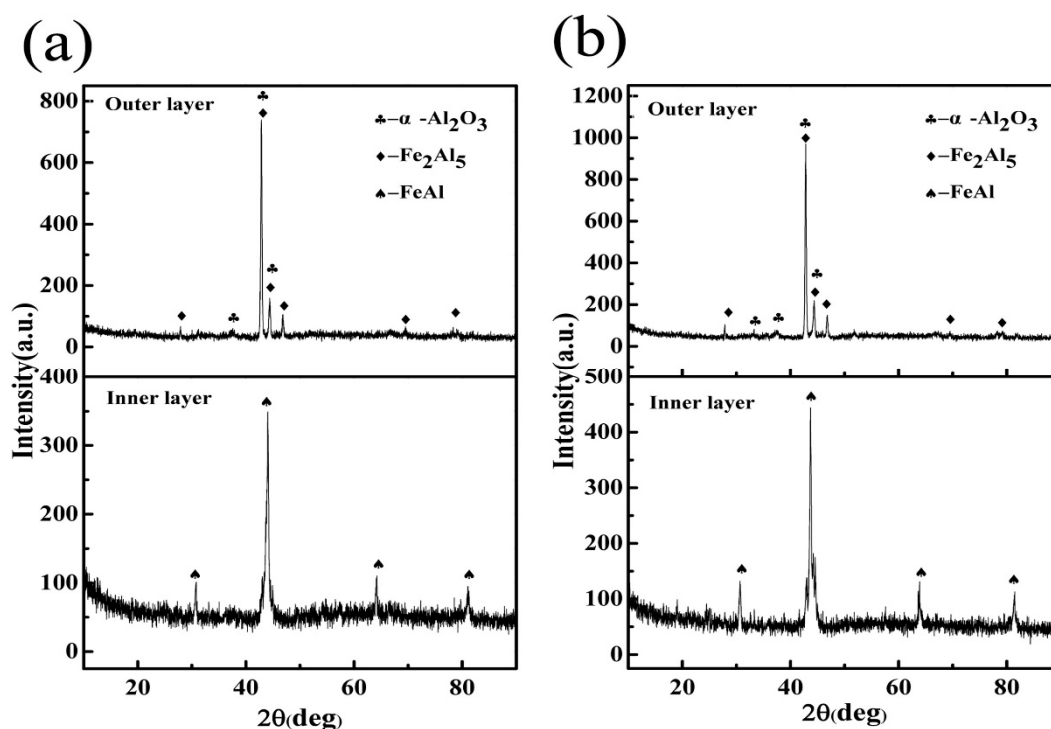 (a)
Outer layer
♣–α -Al₂O₃
♦–Fe₂Al₅
♠–FeAl
800
600
400
200
0
Inner layer
400
300
200
100
0
Intensity(a.u.)
20 40 60 80
2θ(deg)
(b)
Outer layer
♣–α -Al₂O₃
♦–Fe₂Al₅
♠–FeAl
1200
1000
800
600
400
200
0
Inner layer
500
400
300
200
100
0
Intensity(a.u.)
20 40 60 80
2θ(deg)